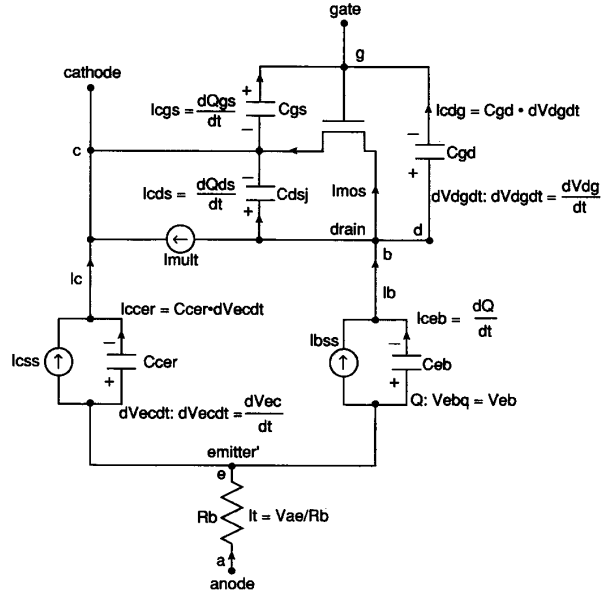 gate
g
cathode
Icgs = dQgs/dt
+
Cgs
−
Icdg = Cgd • dVdgdt
−
Cgd
+
c
Icds = dQds/dt
−
Cdsj
+
Imos
dVdgdt: dVdgdt = dVdg/dt
drain
d
Imult
b
Ic
Ib
Iccer = Ccer•dVecdt
Iceb = dQ/dt
Icss
−
Ccer
+
Ibss
−
Ceb
+
dVecdt: dVecdt = dVec/dt
Q: Vebq = Veb
emitter'
e
Rb
It = Vae/Rb
a
anode